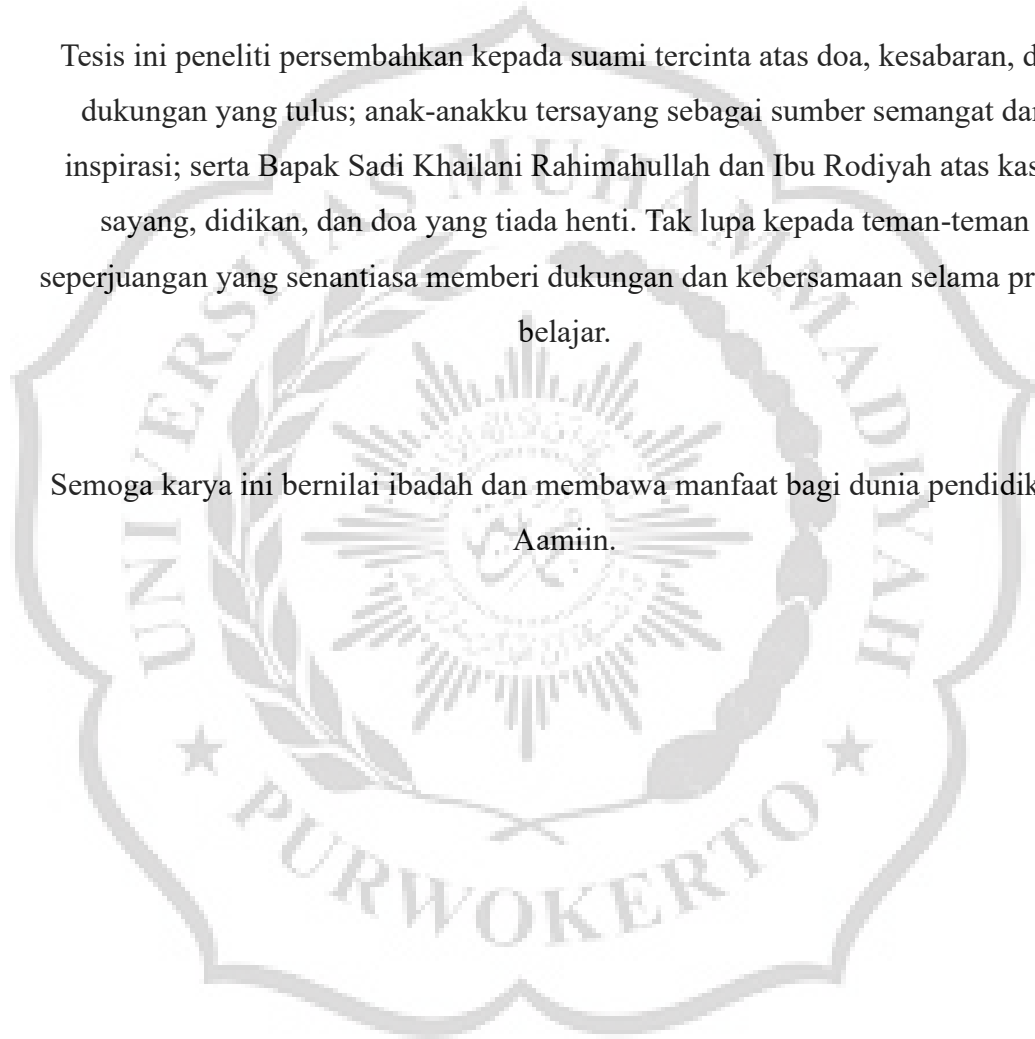 Tesis ini peneliti persembahkan kepada suami tercinta atas doa, kesabaran, d
dukungan yang tulus; anak-anakku tersayang sebagai sumber semangat dan
inspirasi; serta Bapak Sadi Khailani Rahimahullah dan Ibu Rodiyah atas kas
sayang, didikan, dan doa yang tiada henti. Tak lupa kepada teman-teman
seperjuangan yang senantiasa memberi dukungan dan kebersamaan selama pr
belajar.
Semoga karya ini bernilai ibadah dan membawa manfaat bagi dunia pendidik
Aamiin.
UNIVERSITAS MUHAMMADIYAH
PURWOKERTO